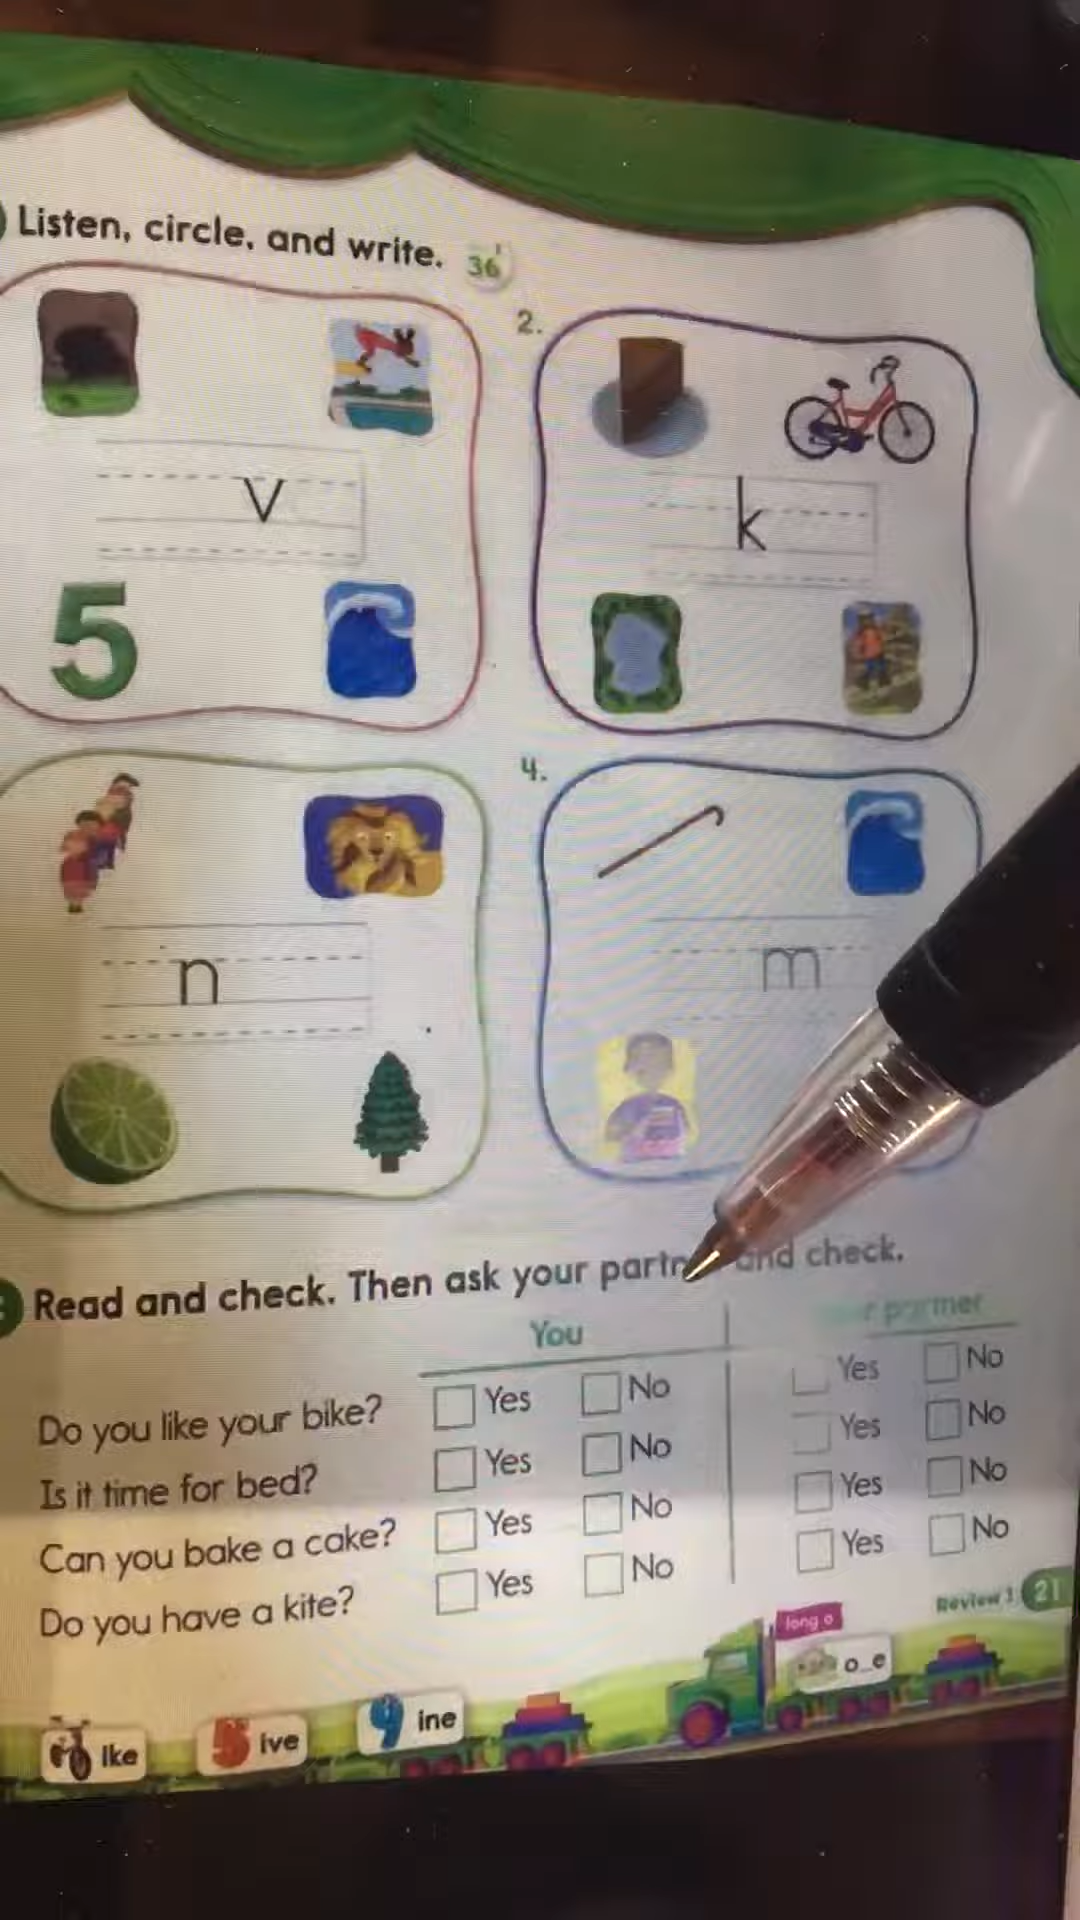 Listen, circle, and write. 36
2.
v
k
5
4.
n
m
Read and check. Then ask your and check.
You
Do you like your bike? Yes No Yes No
Is it time for bed? Yes No Yes No
Can you bake a cake? Yes No Yes No
Do you have a kite? Yes No Yes No
Review 1 21
long o
o_e
ike
5 ive
9 ine